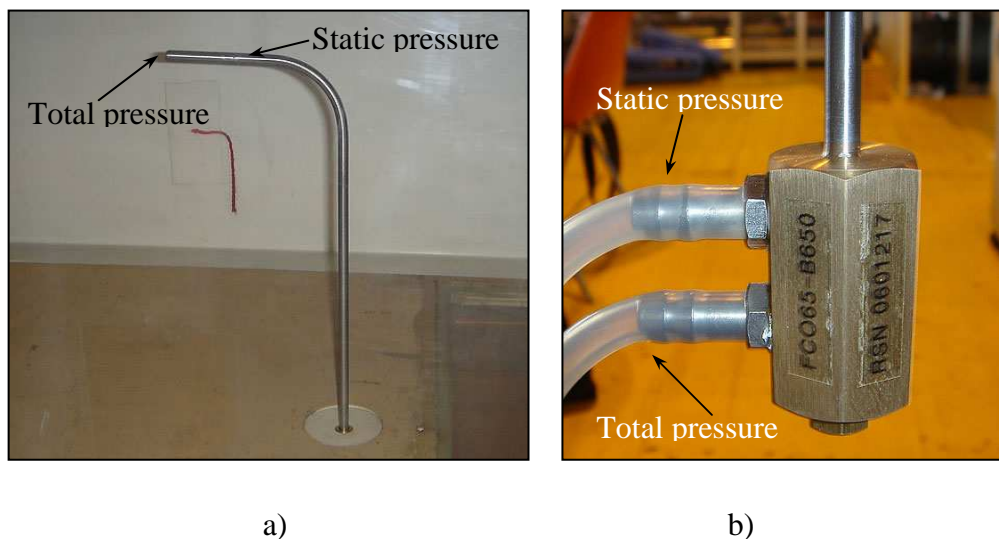 Static pressure
Total pressure
a)
Static pressure
FCO65-B650
RSN 0601217
Total pressure
b)